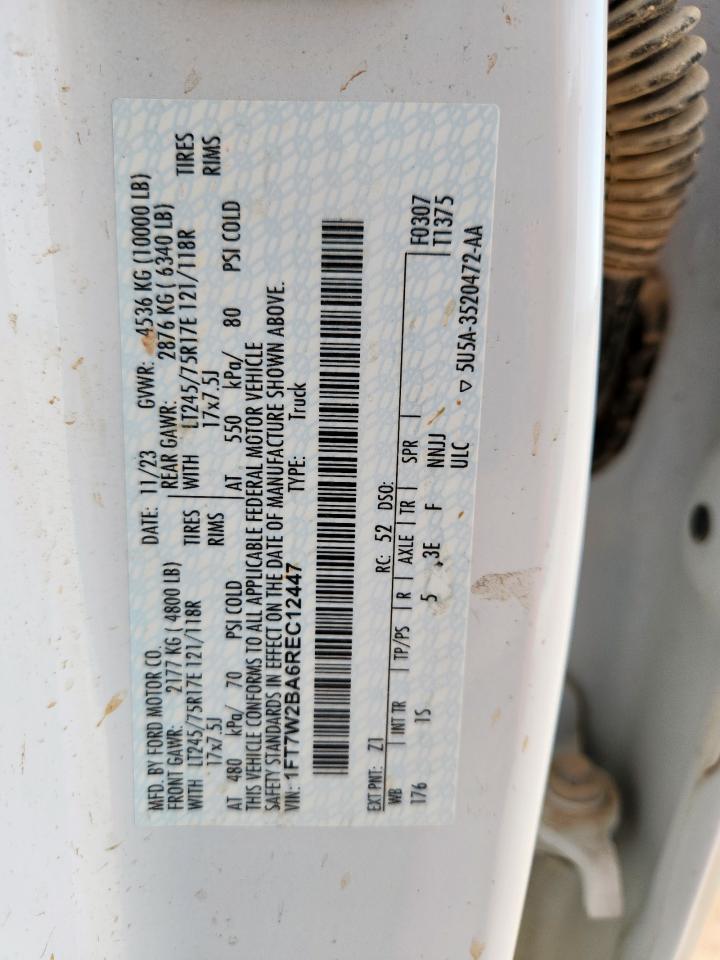 MFD. BY FORD MOTOR CO. DATE: 11/23 GVWR: 4536 KG (10000 LB)
FRONT GAWR: 2177 KG ( 4800 LB) REAR GAWR: 2876 KG ( 6340 LB)
WITH LT245/75R17E 121/118R TIRES WITH LT245/75R17E 121/118R TIRES
17x7.5J RIMS 17x7.5J RIMS
AT 480 kPa/ 70 PSI COLD AT 550 kPa/ 80 PSI COLD
THIS VEHICLE CONFORMS TO ALL APPLICABLE FEDERAL MOTOR VEHICLE
SAFETY STANDARDS IN EFFECT ON THE DATE OF MANUFACTURE SHOWN ABOVE.
VIN: 1FT7W2BA6REC12447 TYPE: Truck
EXT PNT: Z1 RC: 52 DSO:
WB INT TR TP/PS R AXLE TR SPR F0307
176 1S 5 3E F NNJJ T1375
ULC
▽ 5U5A-3520472-AA